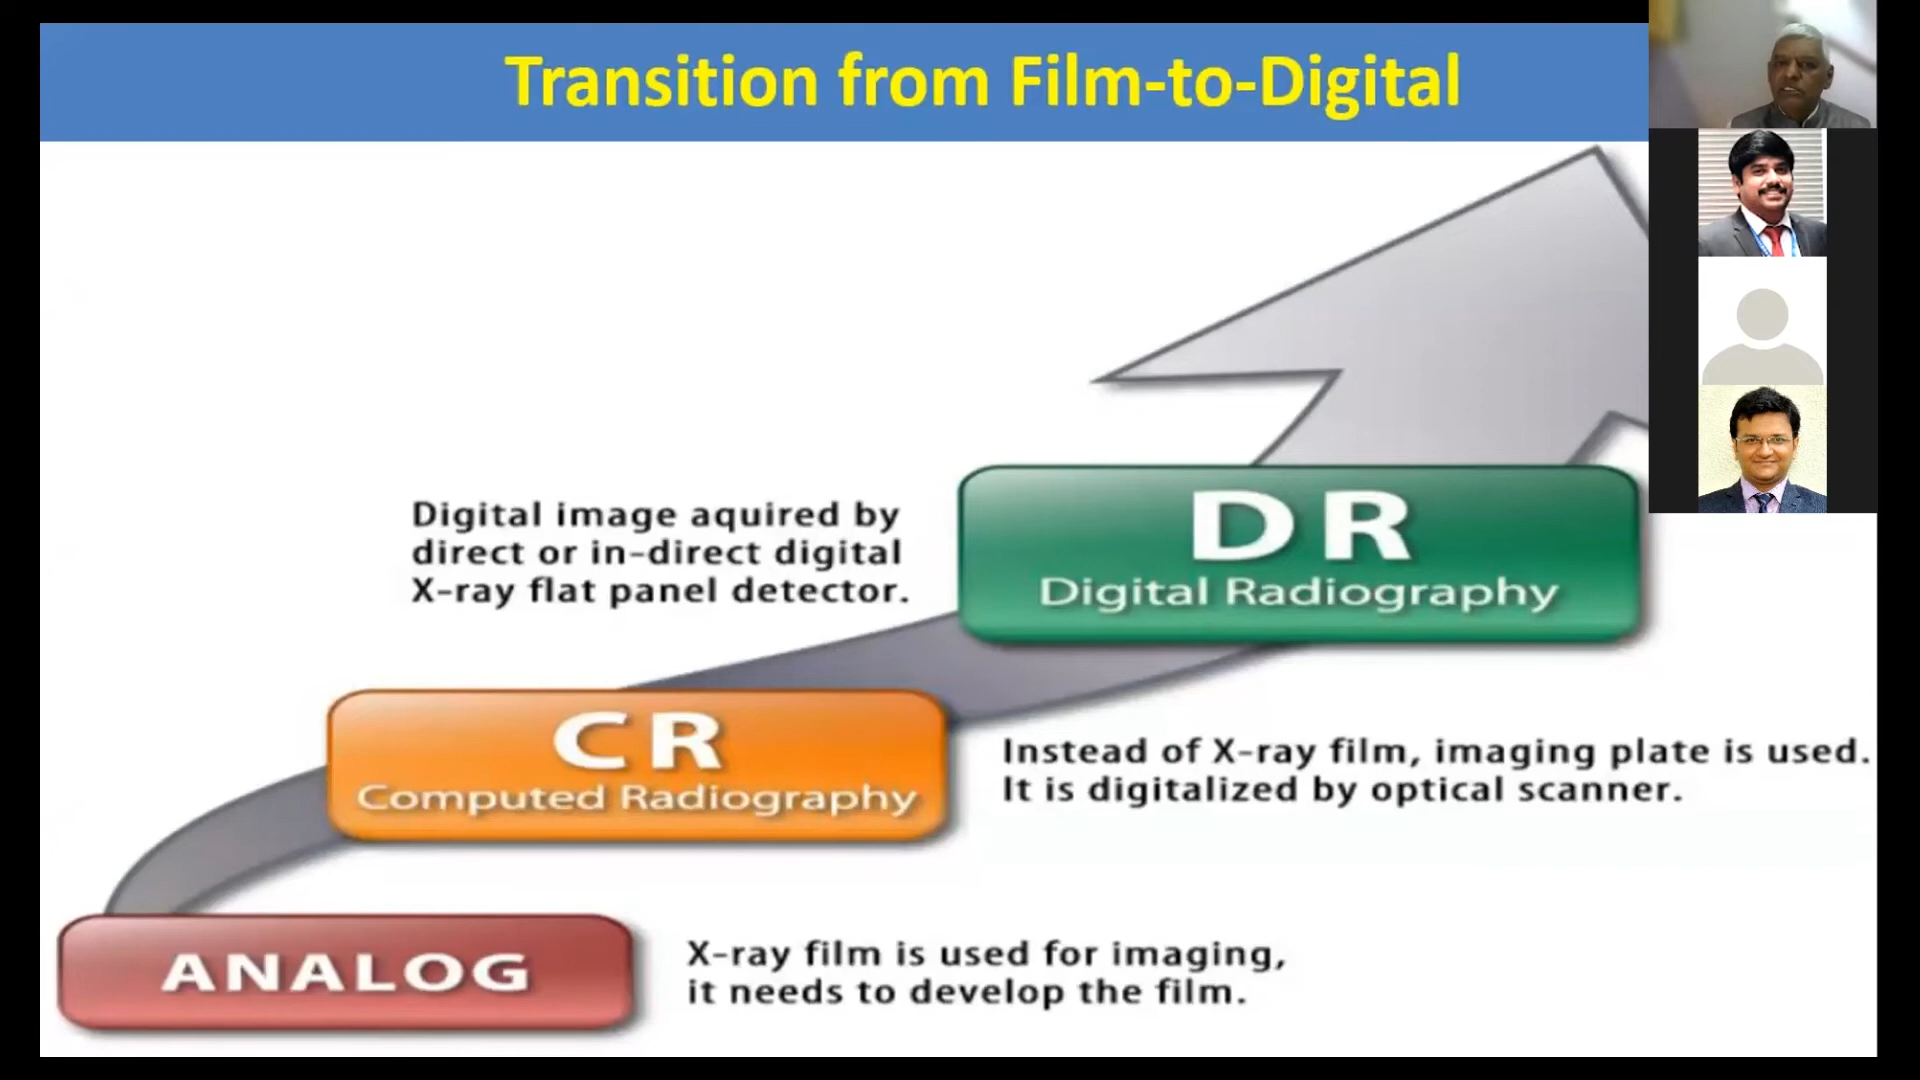 Transition from Film-to-Digital
Digital image aquired by
direct or in-direct digital
X-ray flat panel detector.
D R
Digital Radiography
C R
Computed Radiography
Instead of X-ray film, imaging plate is used.
It is digitalized by optical scanner.
ANALOG
X-ray film is used for imaging,
it needs to develop the film.